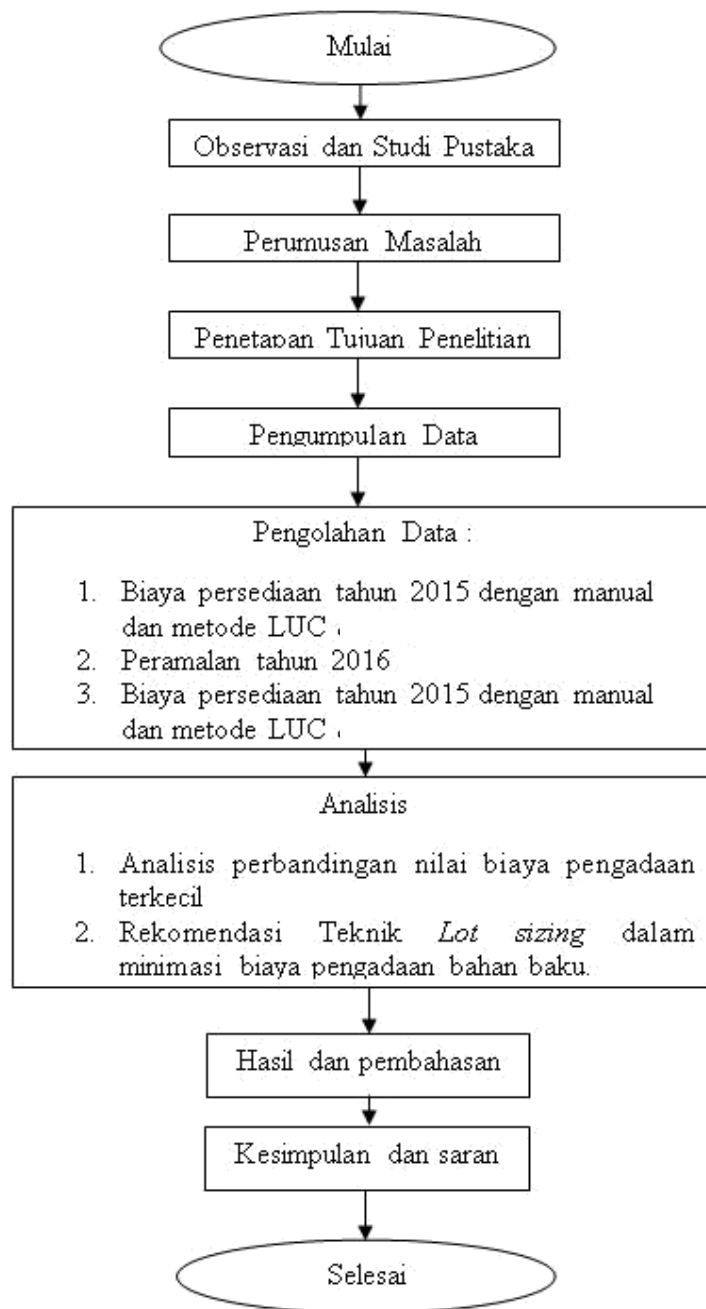 Mulai
Observasi dan Studi Pustaka
Perumusan Masalah
Penetapan Tujuan Penelitian
Pengumpulan Data
Pengolahan Data :
1. Biaya persediaan tahun 2015 dengan manual
dan metode LUC .
2. Peramalan tahun 2016
3. Biaya persediaan tahun 2015 dengan manual
dan metode LUC .
Analisis
1. Analisis perbandingan nilai biaya pengadaan
terkecil
2. Rekomendasi Teknik Lot sizing dalam
minimasi biaya pengadaan bahan baku.
Hasil dan pembahasan
Kesimpulan dan saran
Selesai